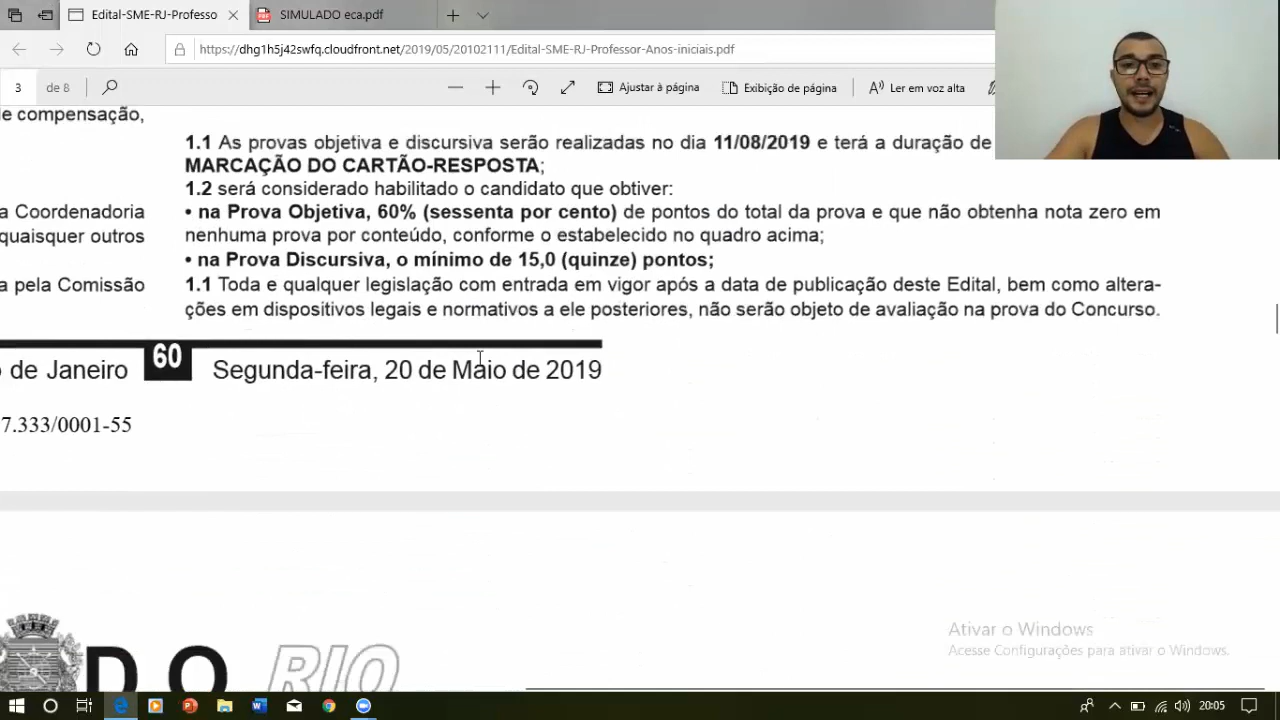 Edital-SME-RJ-Professo
SIMULADO eca.pdf
https://dhg1h5j42swfq.cloudfront.net/2019/05/20102111/Edital-SME-RJ-Professor-Anos-iniciais.pdf
3 de 8
Ajustar à página
Exibição de página
Ler em voz alta
e compensação,
a Coordenadoria
quaisquer outros
a pela Comissão
1.1 As provas objetiva e discursiva serão realizadas no dia 11/08/2019 e terá a duração de
MARCAÇÃO DO CARTÃO-RESPOSTA;
1.2 será considerado habilitado o candidato que obtiver:
• na Prova Objetiva, 60% (sessenta por cento) de pontos do total da prova e que não obtenha nota zero em
nenhuma prova por conteúdo, conforme o estabelecido no quadro acima;
• na Prova Discursiva, o mínimo de 15,0 (quinze) pontos;
1.1 Toda e qualquer legislação com entrada em vigor após a data de publicação deste Edital, bem como altera-
ções em dispositivos legais e normativos a ele posteriores, não serão objeto de avaliação na prova do Concurso.
o de Janeiro 60 Segunda-feira, 20 de Maio de 2019
7.333/0001-55
D.O. RIO
Ativar o Windows
Acesse Configurações para ativar o Windows.
20:05